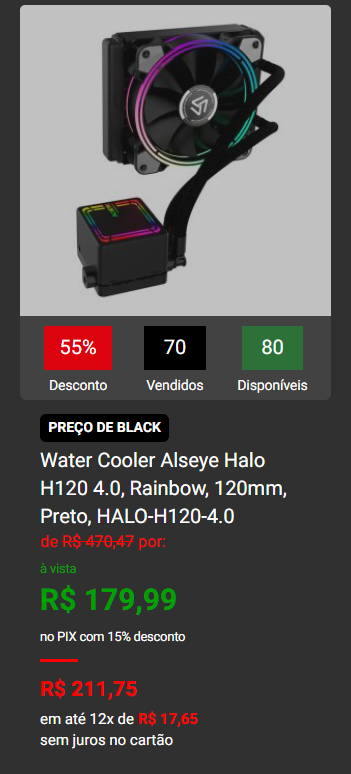 55%
70
80
Desconto
Vendidos
Disponíveis
PREÇO DE BLACK
Water Cooler Alseye Halo
H120 4.0, Rainbow, 120mm,
Preto, HALO-H120-4.0
de R$ 470,47 por:
à vista
R$ 179,99
no PIX com 15% desconto
R$ 211,75
em até 12x de R$ 17,65
sem juros no cartão